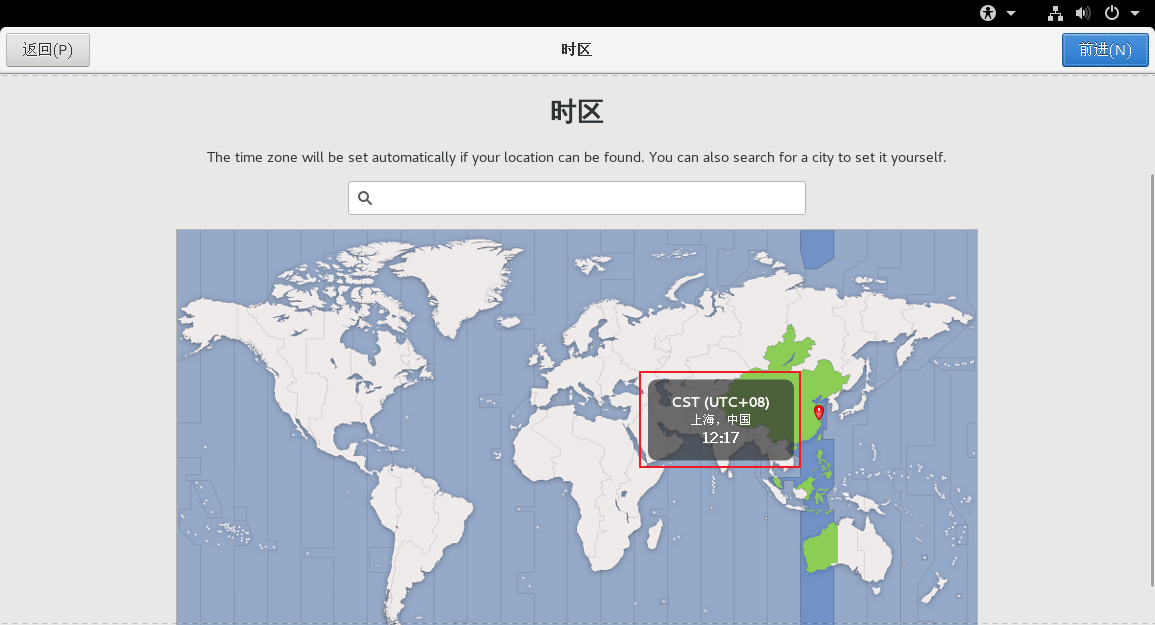 返回(P)
时区
前进(N)
时区
The time zone will be set automatically if your location can be found. You can also search for a city to set it yourself.
CST (UTC+08)
上海，中国
12:17